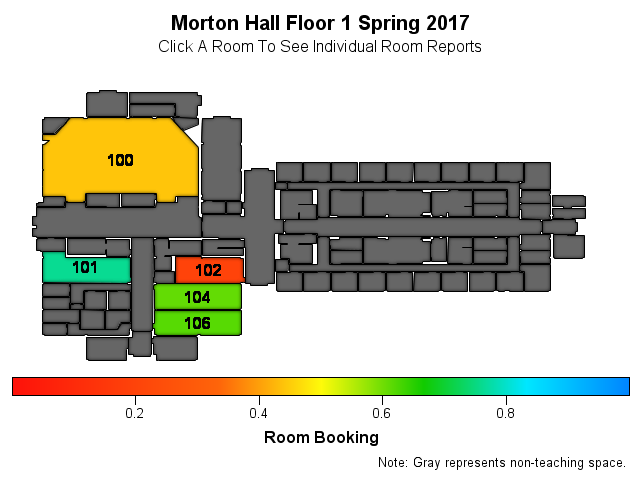 Morton Hall Floor 1 Spring 2017
Click A Room To See Individual Room Reports
100
101
102
104
106
0.2 0.4 0.6 0.8
Room Booking
Note: Gray represents non-teaching space.